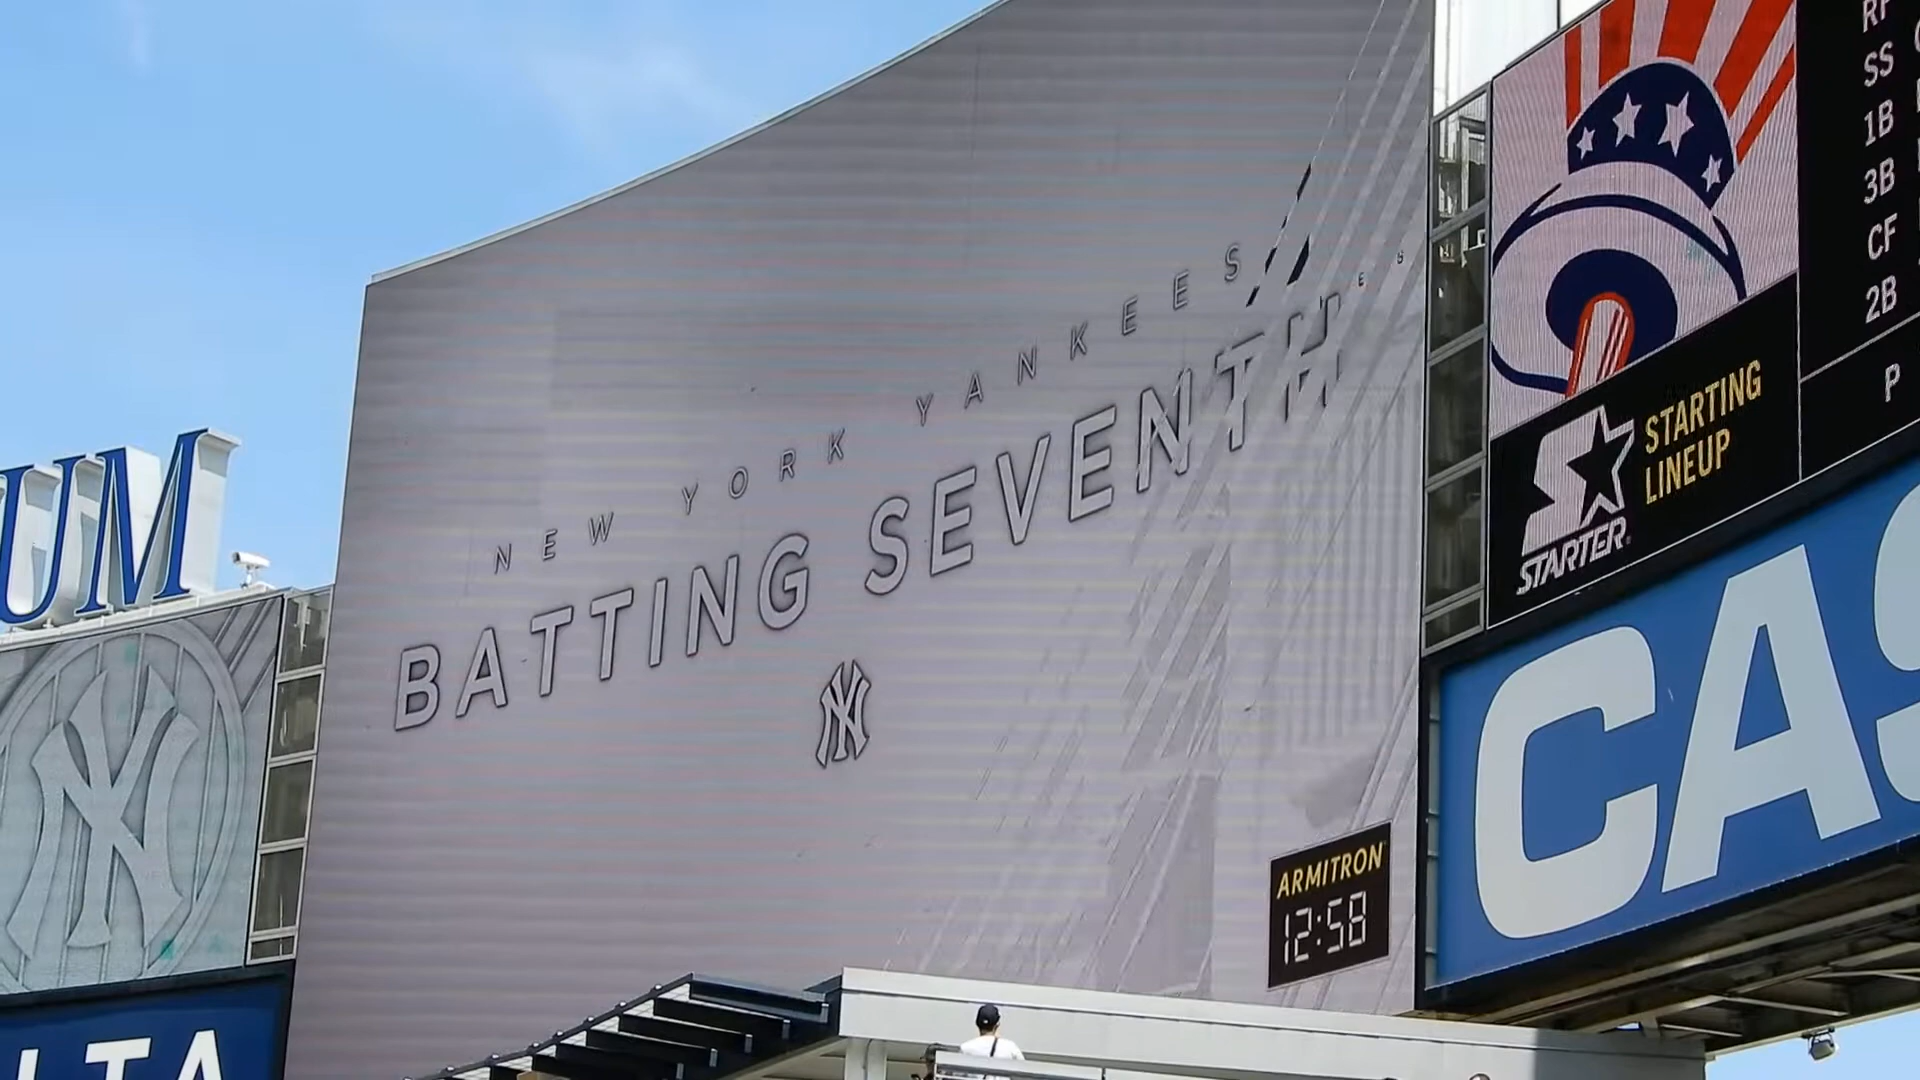 UM
NEW YORK YANKEES
BATTING SEVENTH
NY
ARMITRON
12:58
NY
LTA
SS
1B
3B
CF
2B
P
STARTING
LINEUP
S
STARTER
CAS